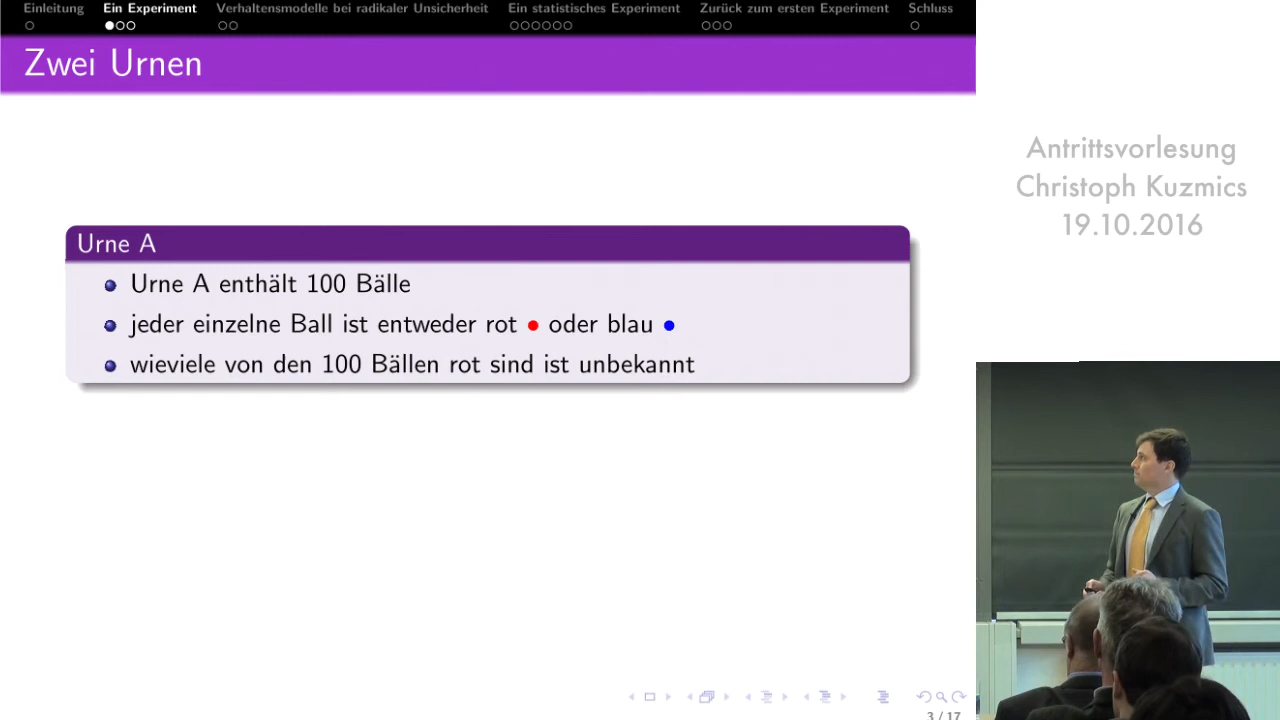 Einleitung
Ein Experiment
Verhaltensmodelle bei radikaler Unsicherheit
Ein statistisches Experiment
Zurück zum ersten Experiment
Schluss
Zwei Urnen
Antrittsvorlesung
Christoph Kuzmics
19.10.2016
Urne A
Urne A enthält 100 Bälle
jeder einzelne Ball ist entweder rot oder blau
wieviele von den 100 Bällen rot sind ist unbekannt
3 / 17